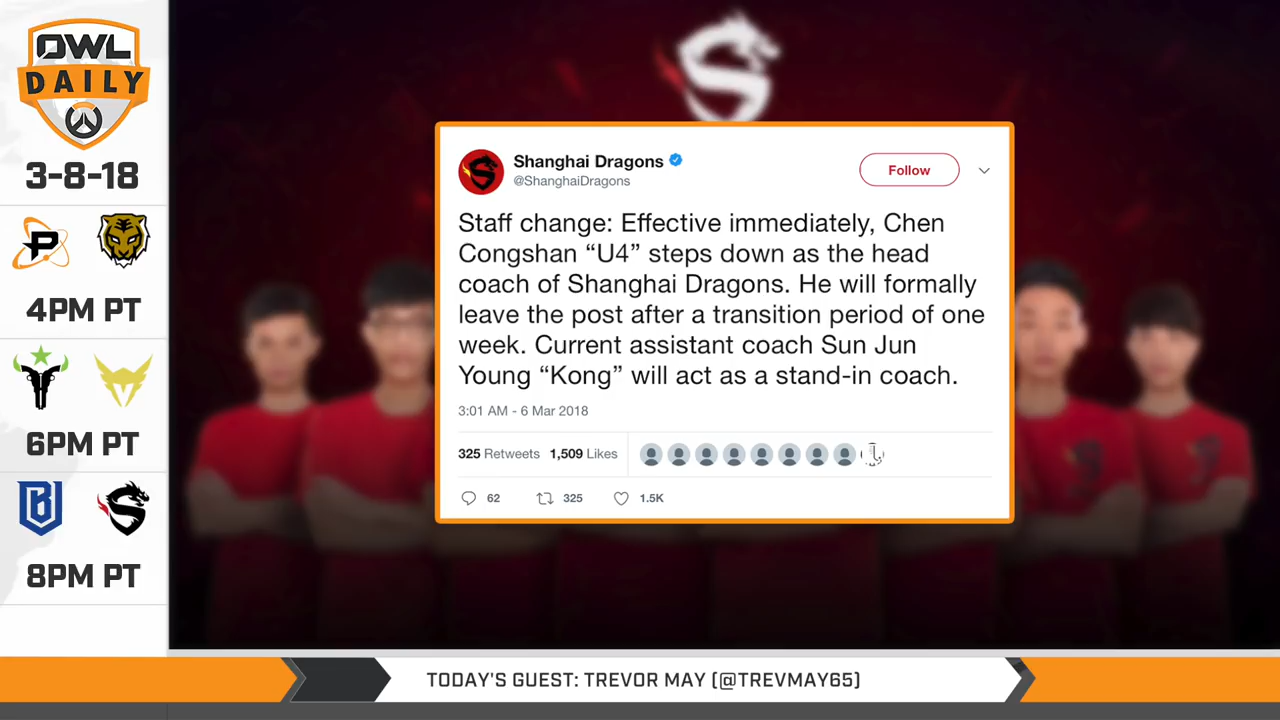 OWL
DAILY
3-8-18
P
4PM PT
6PM PT
B
8PM PT
Shanghai Dragons
@ShanghaiDragons
Follow
Staff change: Effective immediately, Chen
Congshan “U4” steps down as the head
coach of Shanghai Dragons. He will formally
leave the post after a transition period of one
week. Current assistant coach Sun Jun
Young “Kong” will act as a stand-in coach.
3:01 AM - 6 Mar 2018
325 Retweets 1,509 Likes
62 325 1.5K
TODAY'S GUEST: TREVOR MAY (@TREVMAY65)